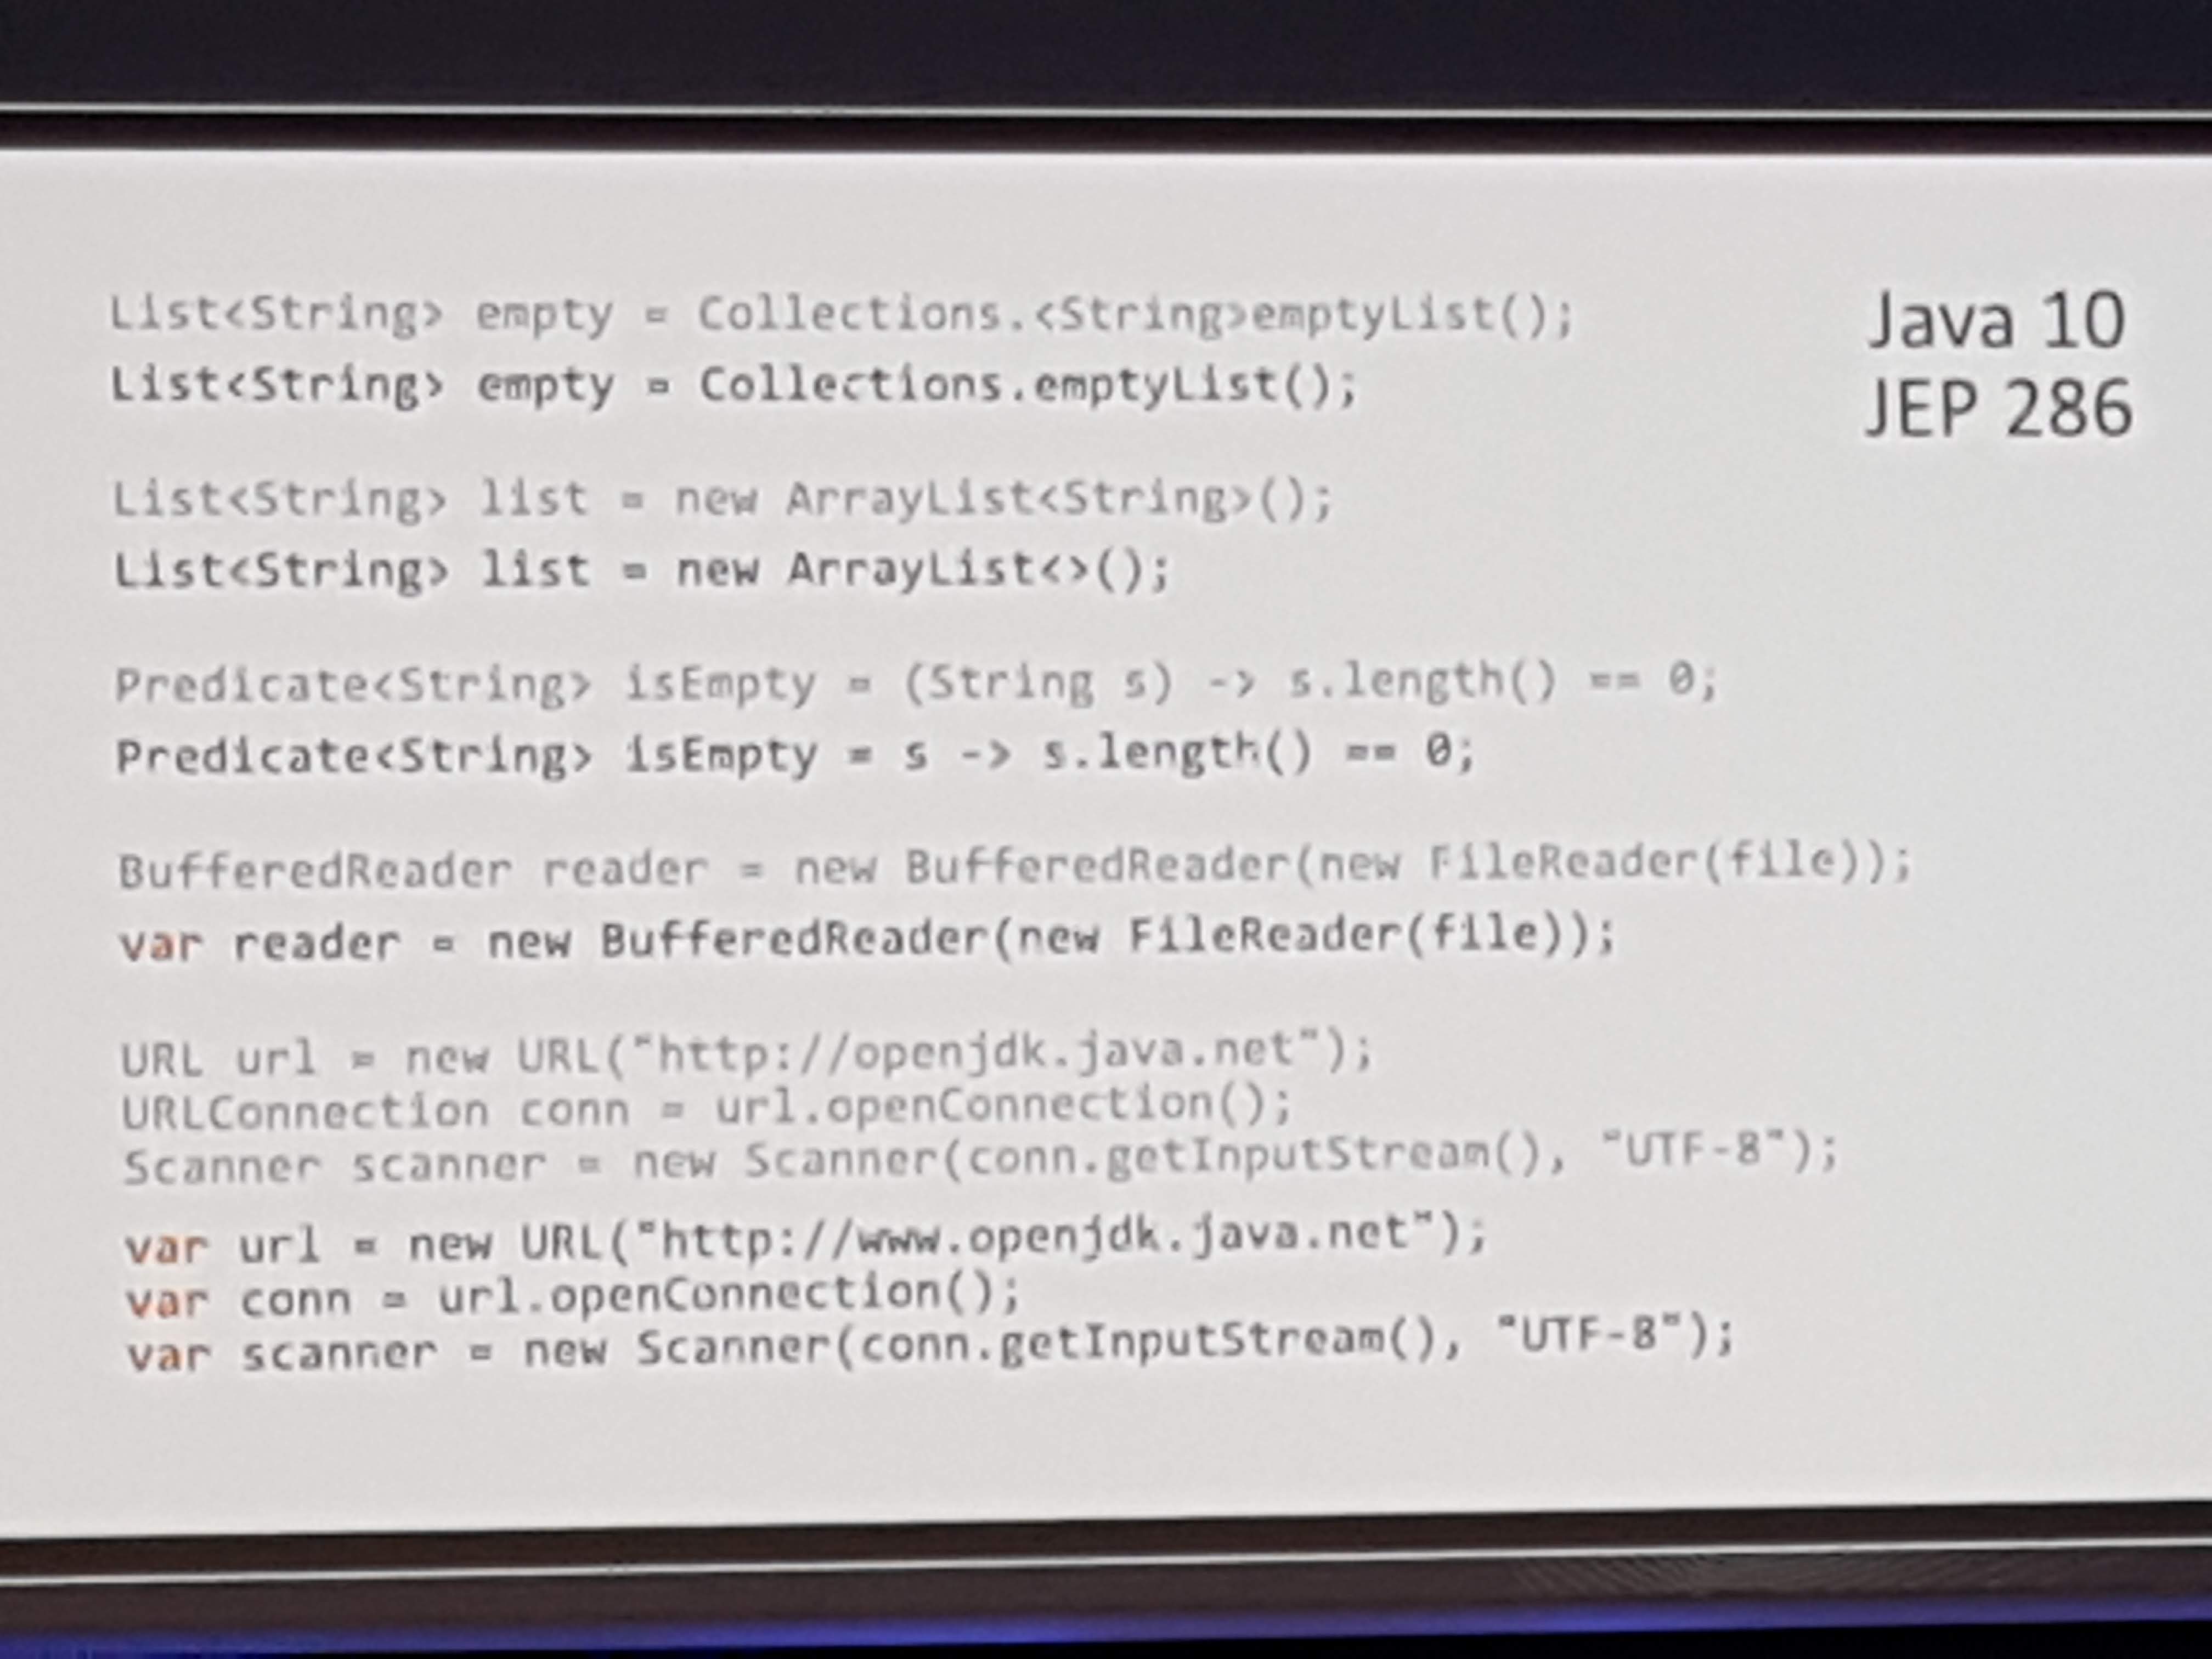 List<String> empty = Collections.<String>emptyList();
List<String> empty = Collections.emptyList();
List<String> list = new ArrayList<String>();
List<String> list = new ArrayList<>();
Predicate<String> isEmpty = (String s) -> s.length() == 0;
Predicate<String> isEmpty = s -> s.length() == 0;
BufferedReader reader = new BufferedReader(new FileReader(file));
var reader = new BufferedReader(new FileReader(file));
URL url = new URL("http://openjdk.java.net");
URLConnection conn = url.openConnection();
Scanner scanner = new Scanner(conn.getInputStream(), "UTF-8");
var url = new URL("http://www.openjdk.java.net");
var conn = url.openConnection();
var scanner = new Scanner(conn.getInputStream(), "UTF-8");
Java 10
JEP 286